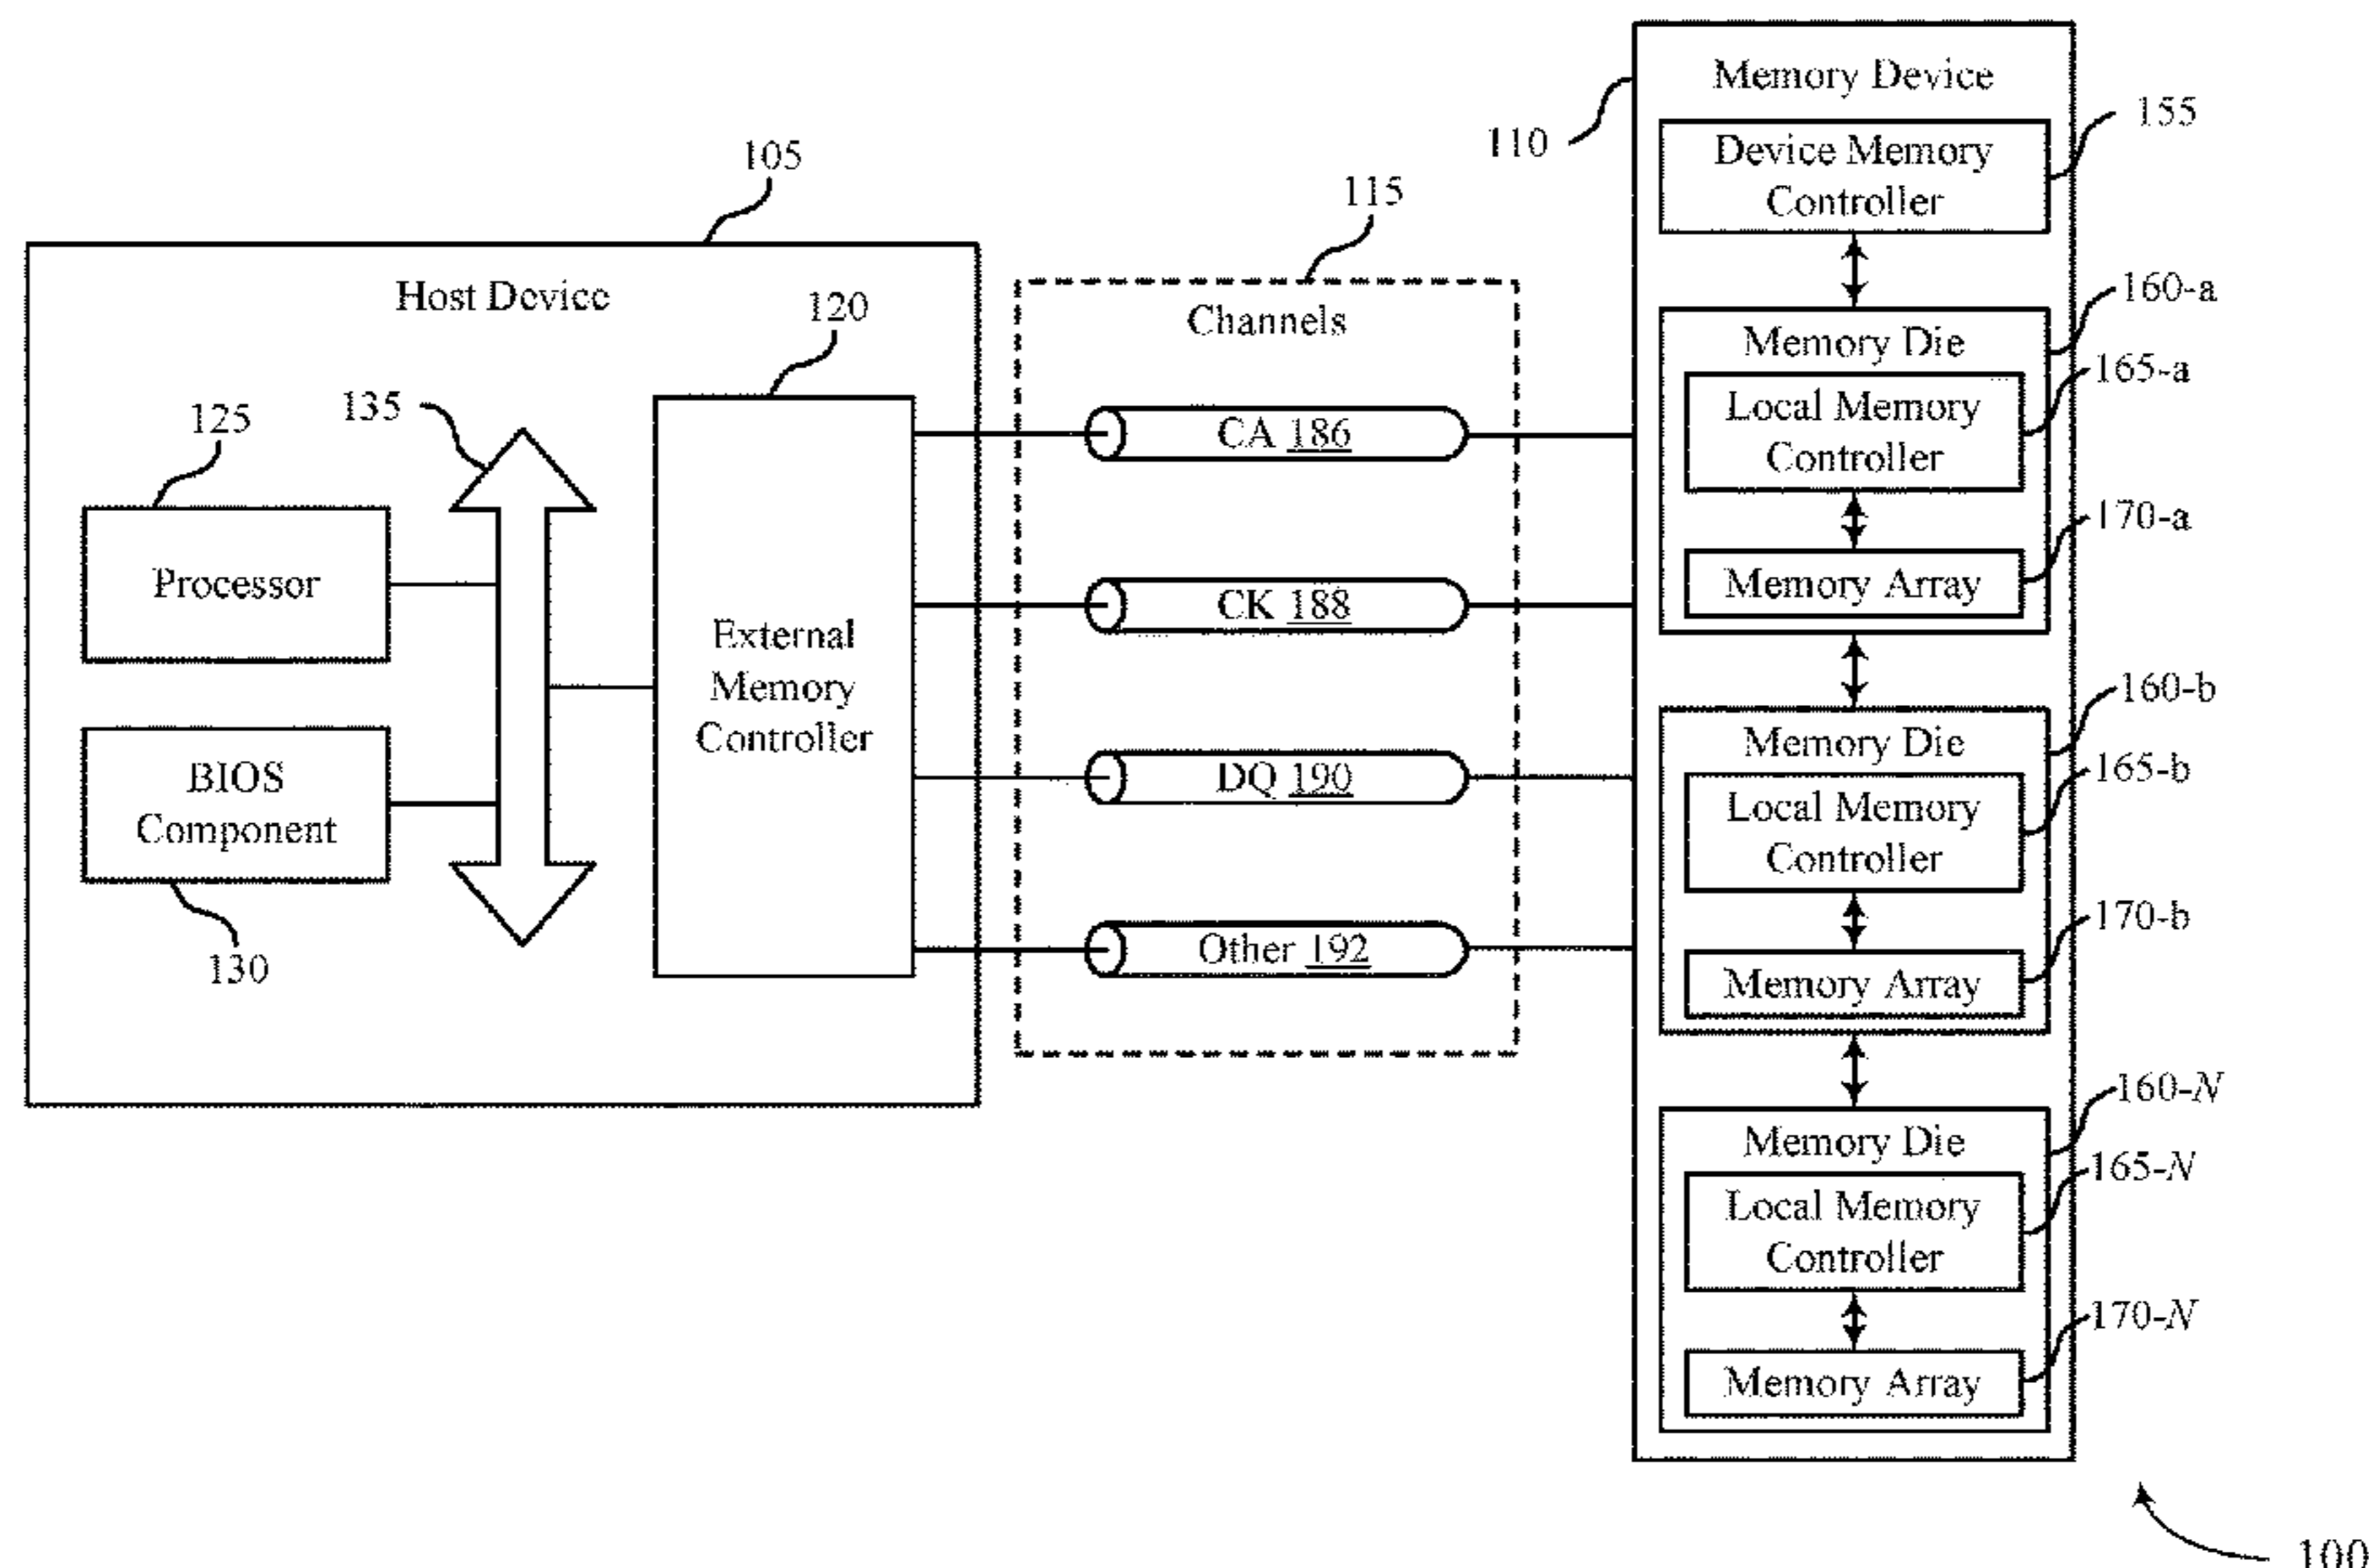 105
Host Device
120
135
125
Processor
BIOS
Component
130
External
Memory
Controller
115
Channels
CA 186
CK 188
DQ 190
Other 192
110
Memory Device
155
Device Memory
Controller
160-a
Memory Die
165-a
Local Memory
Controller
170-a
Memory Array
160-b
Memory Die
165-b
Local Memory
Controller
170-b
Memory Array
160-N
Memory Die
165-N
Local Memory
Controller
170-N
Memory Array
100